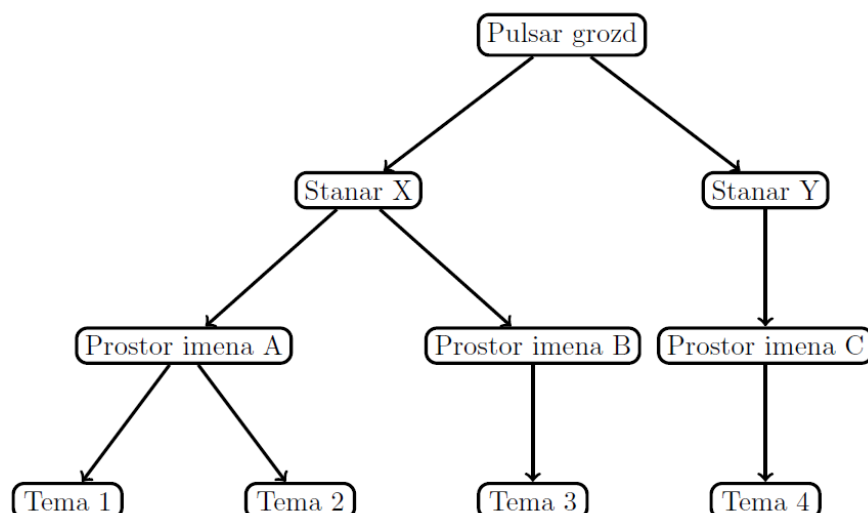 Pulsar grozd
Stanar X
Stanar Y
Prostor imena A
Prostor imena B
Prostor imena C
Tema 1
Tema 2
Tema 3
Tema 4